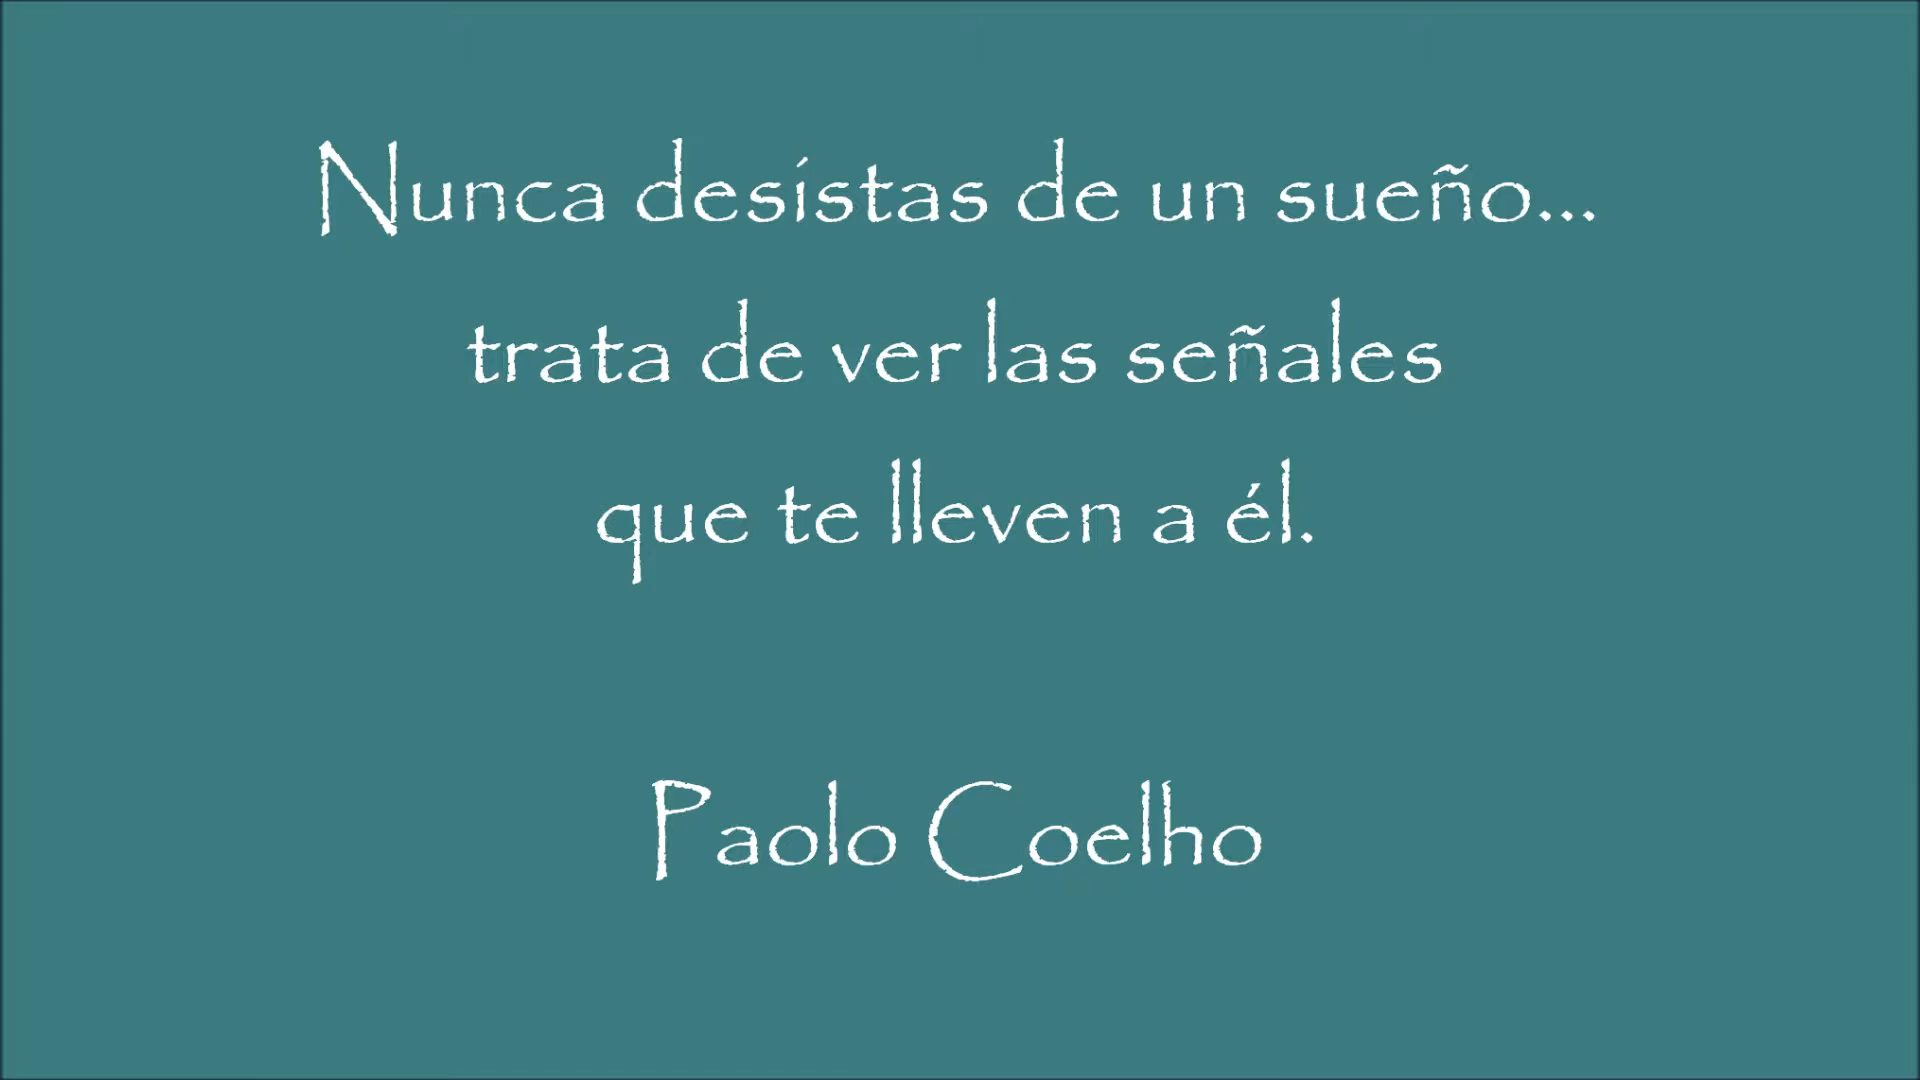 Nunca desistas de un sueño...
trata de ver las señales
que te lleven a él.
Paolo Coelho